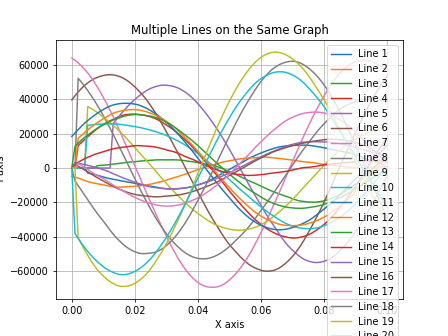 Multiple Lines on the Same Graph
60000
40000
20000
0
−20000
−40000
−60000
0.00
0.02
0.04
0.06
X axis
Line 1
Line 2
Line 3
Line 4
Line 5
Line 6
Line 7
Line 8
Line 9
Line 10
Line 11
Line 12
Line 13
Line 14
Line 15
Line 16
Line 17
Line 18
Line 19
Line 20